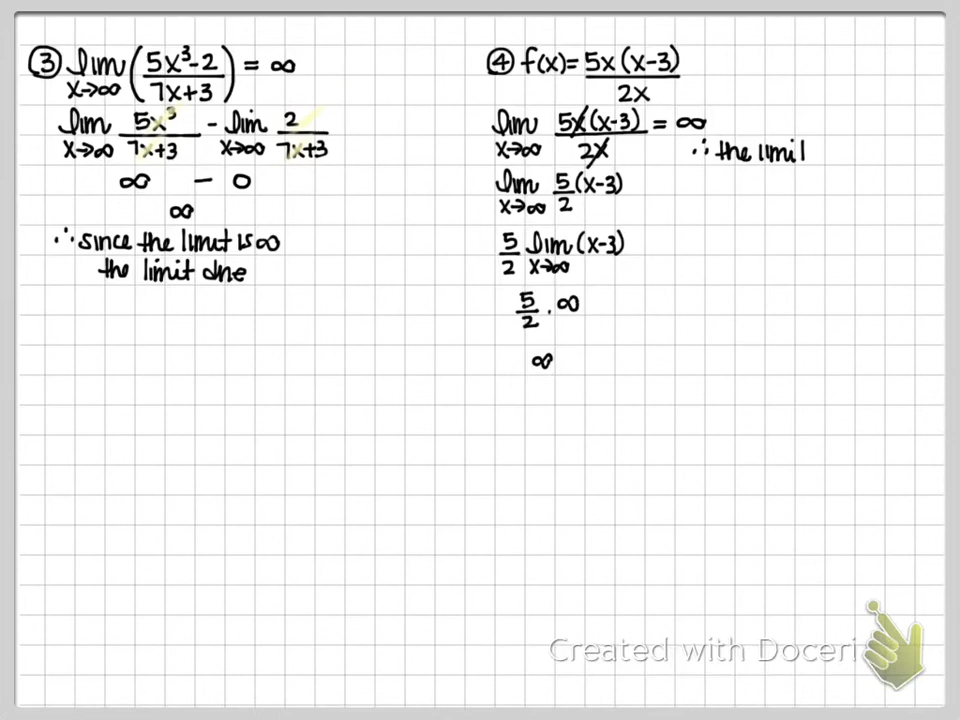 ③ lim x→∞ (5x³-2 / 7x+3) = ∞
lim x→∞ 5x³ / 7x+3 - lim x→∞ 2 / 7x+3
∞ - 0
∞
∴ since the limit is ∞
the limit dne
④ f(x)= 5x(x-3) / 2x
lim x→∞ 5x(x-3) / 2x = ∞
∴ the limit
lim x→∞ 5/2 (x-3)
5/2 lim x→∞ (x-3)
5/2 · ∞
∞
Created with Doceri